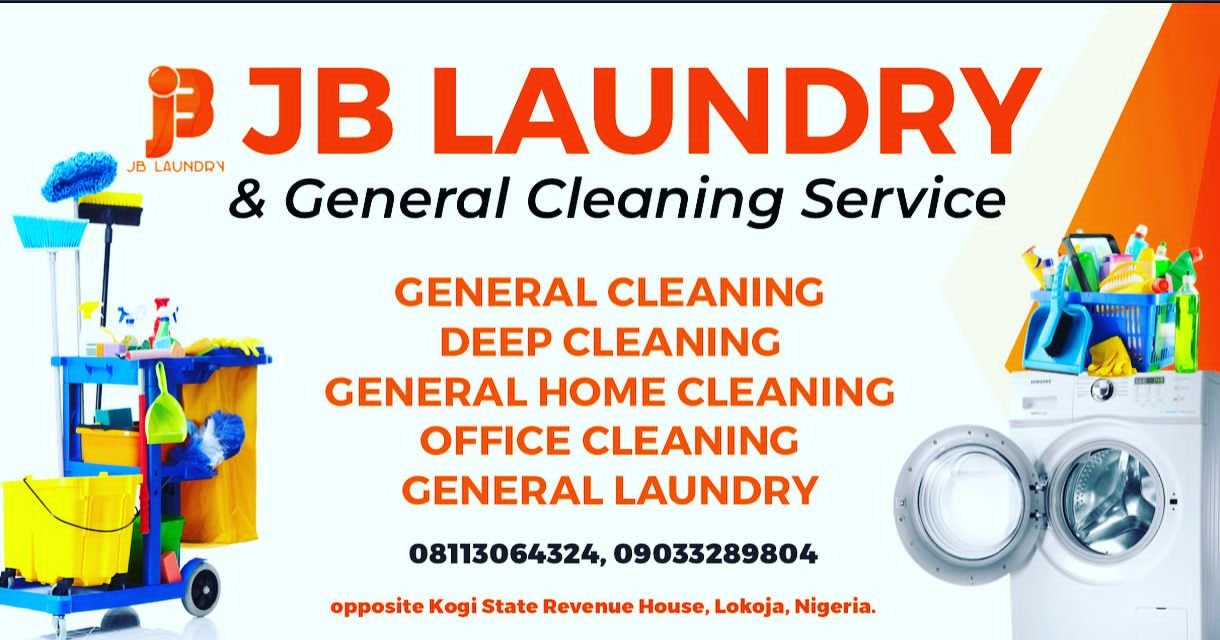 JB LAUNDRY
JB LAUNDRY
& General Cleaning Service
GENERAL CLEANING
DEEP CLEANING
GENERAL HOME CLEANING
OFFICE CLEANING
GENERAL LAUNDRY
08113064324, 09033289804
opposite Kogi State Revenue House, Lokoja, Nigeria.
SAMSUNG